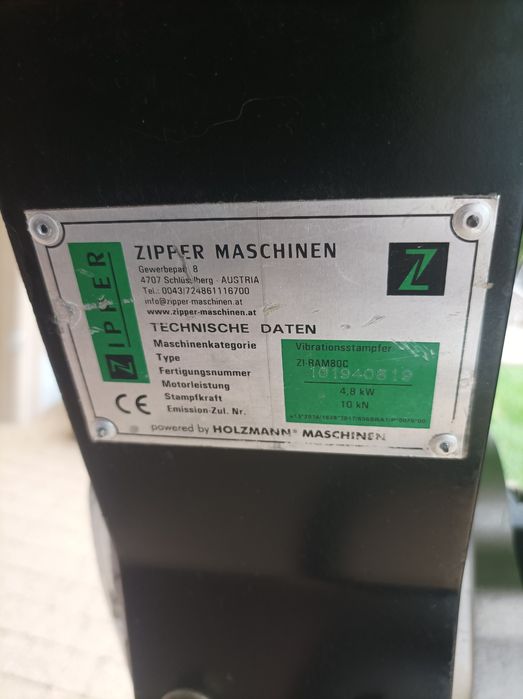 ZIPPER
ZIPPER MASCHINEN
Gewerbepark 8
4707 Schlüsselberg - AUSTRIA
Tel.: 0043/724861116700
info@zipper-maschinen.at
www.zipper-maschinen.at
TECHNISCHE DATEN
Maschinenkategorie Vibrationsstampfer
Type ZI-RAM80C
Fertigungsnummer
Motorleistung 4,8 kW
Stampfkraft 10 kN
Emission-Zul. Nr.
CE
powered by HOLZMANN® MASCHINEN